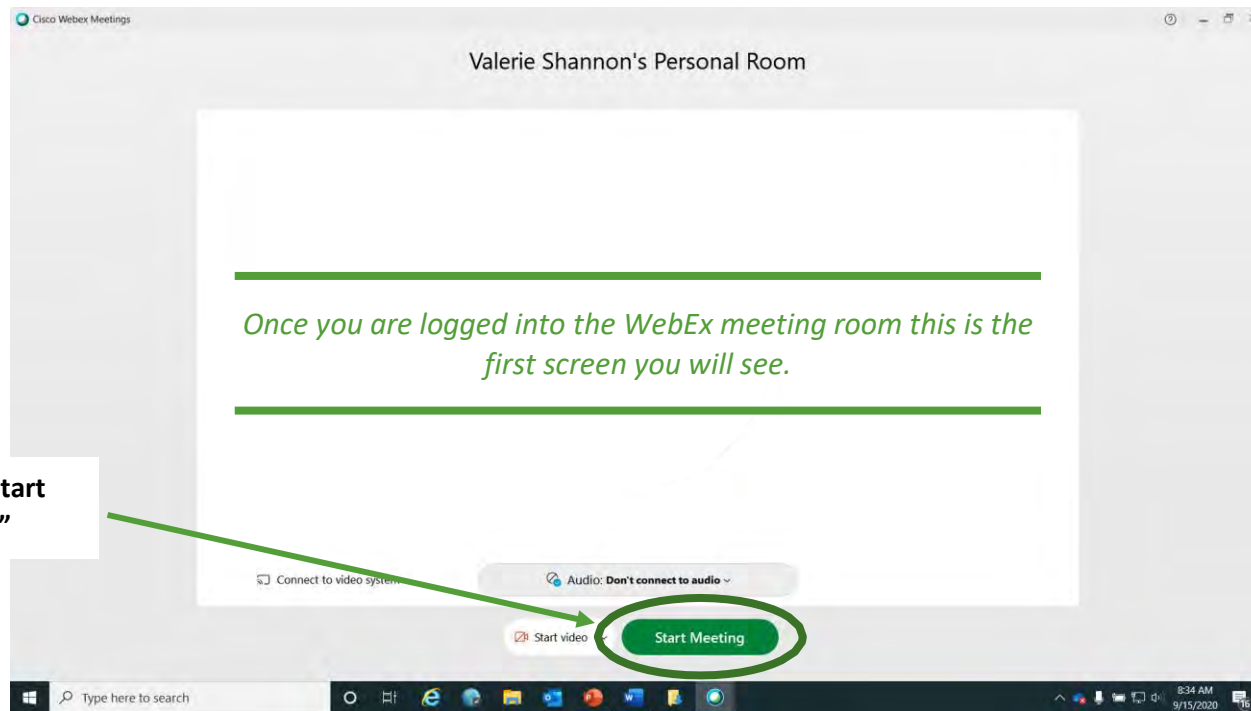 Cisco Webex Meetings
Valerie Shannon's Personal Room
Once you are logged into the WebEx meeting room this is the
first screen you will see.
tart
”
Connect to video system
Audio: Don't connect to audio
Start video
Start Meeting
Type here to search
8:34 AM
9/15/2020
16